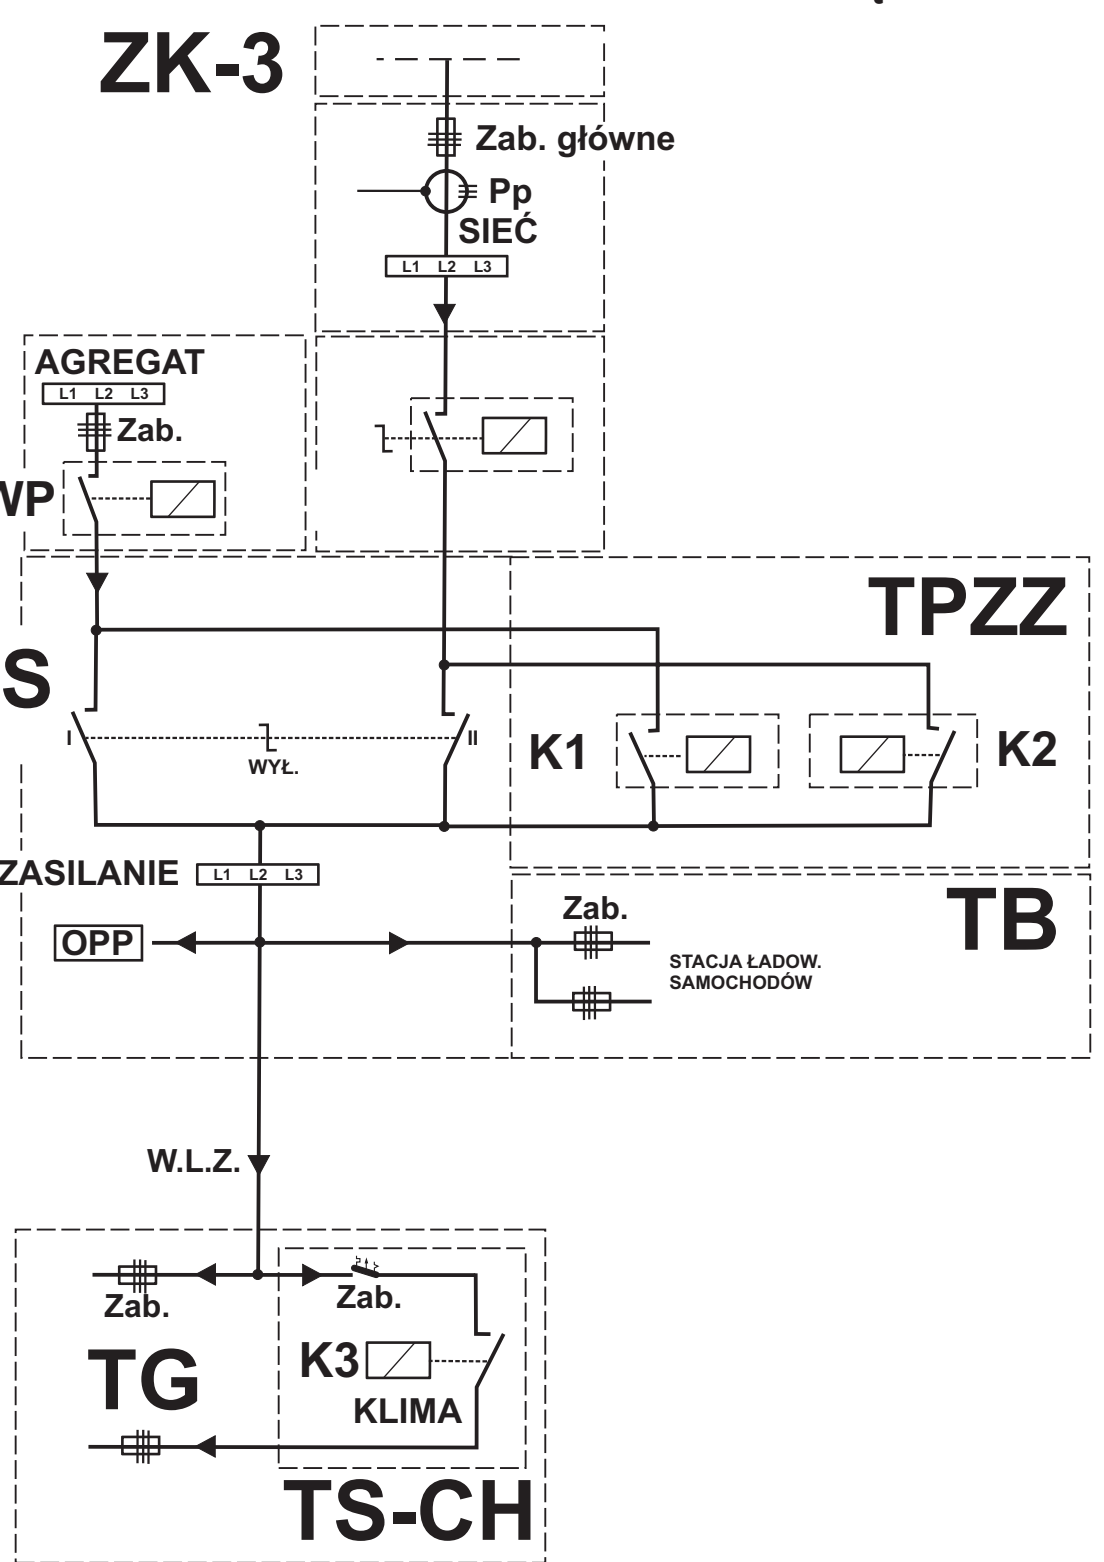 ZK-3
Zab. główne
Pp
SIEĆ
L1 L2 L3
AGREGAT
L1 L2 L3
Zab.
WP
TPZZ
S
I
II
WYŁ.
K1
K2
ZASILANIE
L1 L2 L3
OPP
Zab.
TB
STACJA ŁADOW.
SAMOCHODÓW
W.L.Z.
Zab.
Zab.
K3
TG
KLIMA
TS-CH